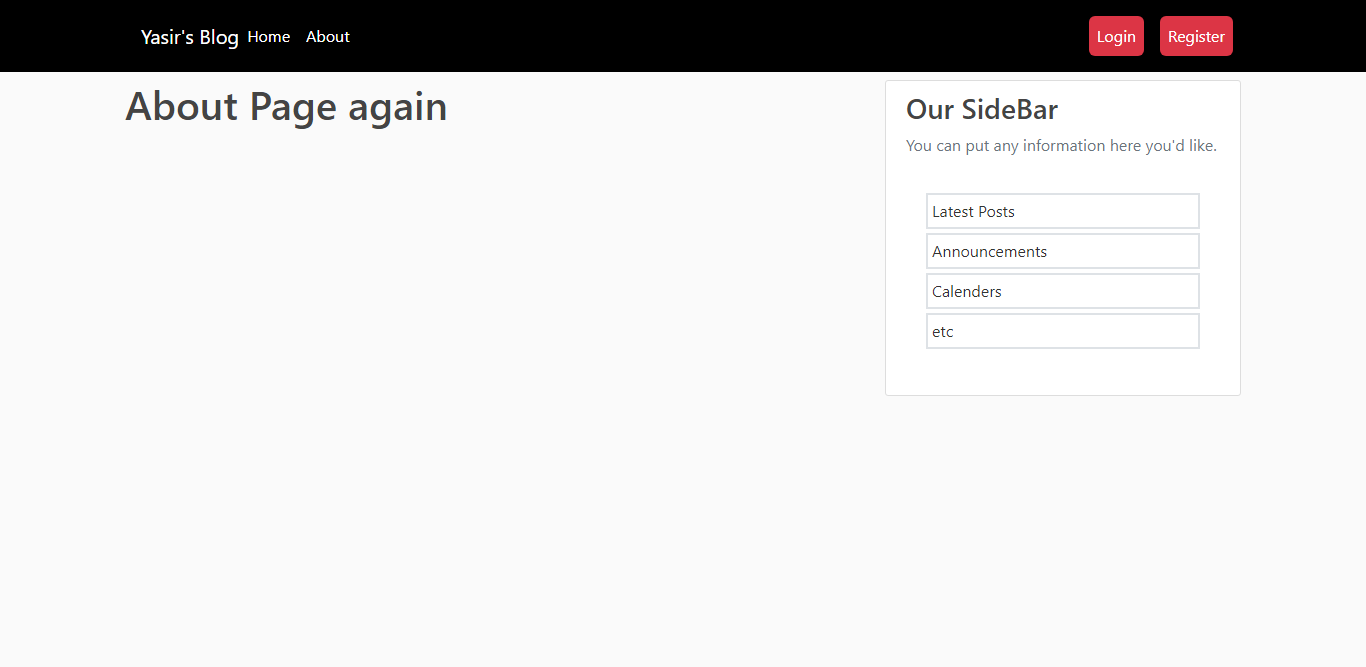 Yasir's Blog Home About Login Register
About Page again
Our SideBar
You can put any information here you'd like.
Latest Posts
Announcements
Calenders
etc